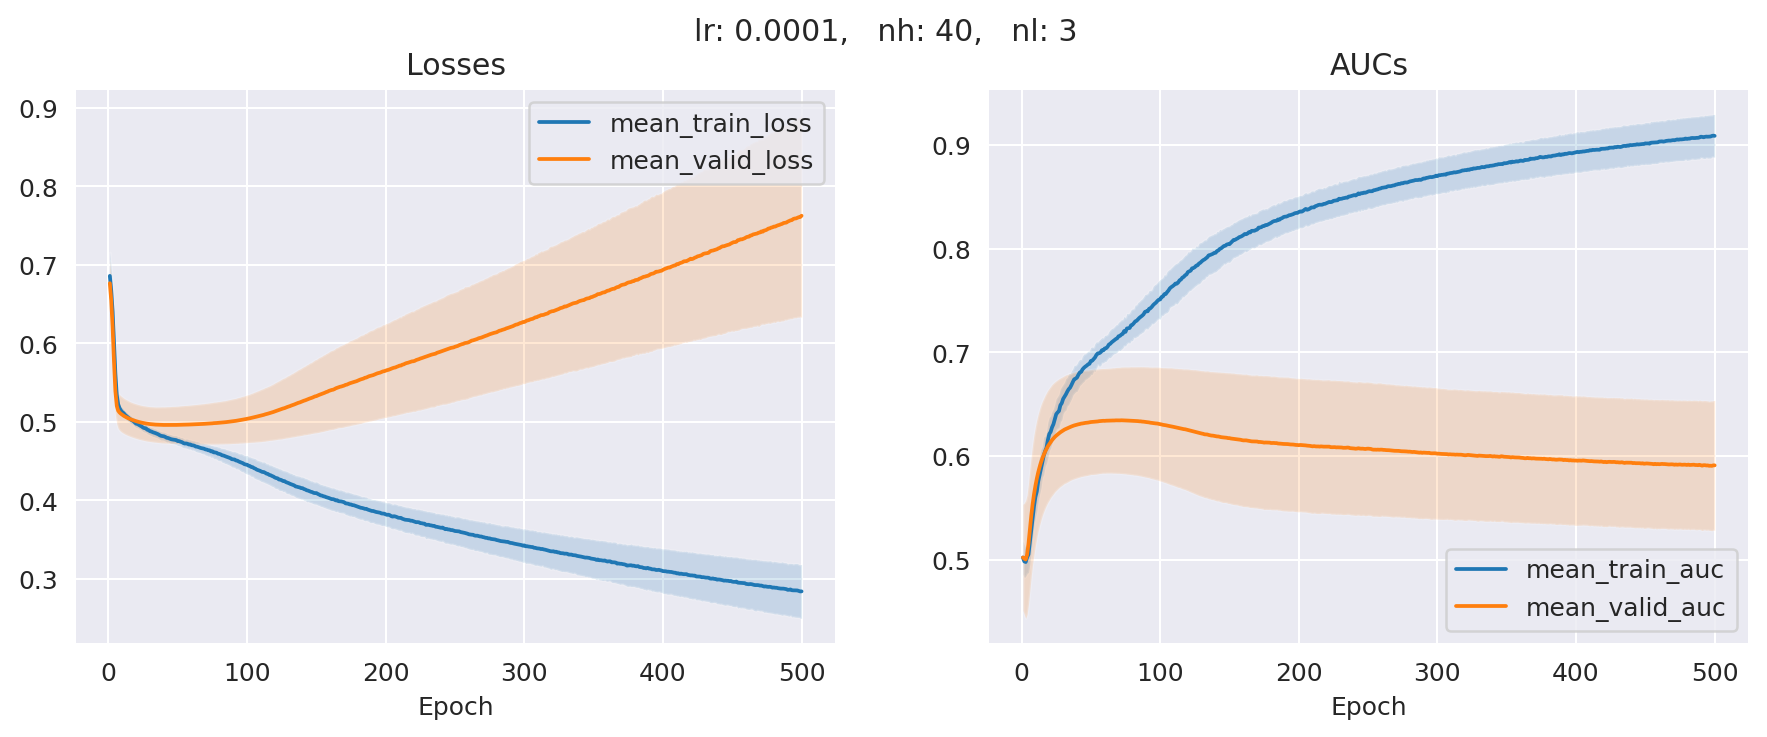 lr: 0.0001,   nh: 40,   nl: 3
Losses
0.9
0.8
0.7
0.6
0.5
0.4
0.3
mean_train_loss
mean_valid_loss
0 100 200 300 400 500
Epoch
AUCs
0.9
0.8
0.7
0.6
0.5
mean_train_auc
mean_valid_auc
0 100 200 300 400 500
Epoch